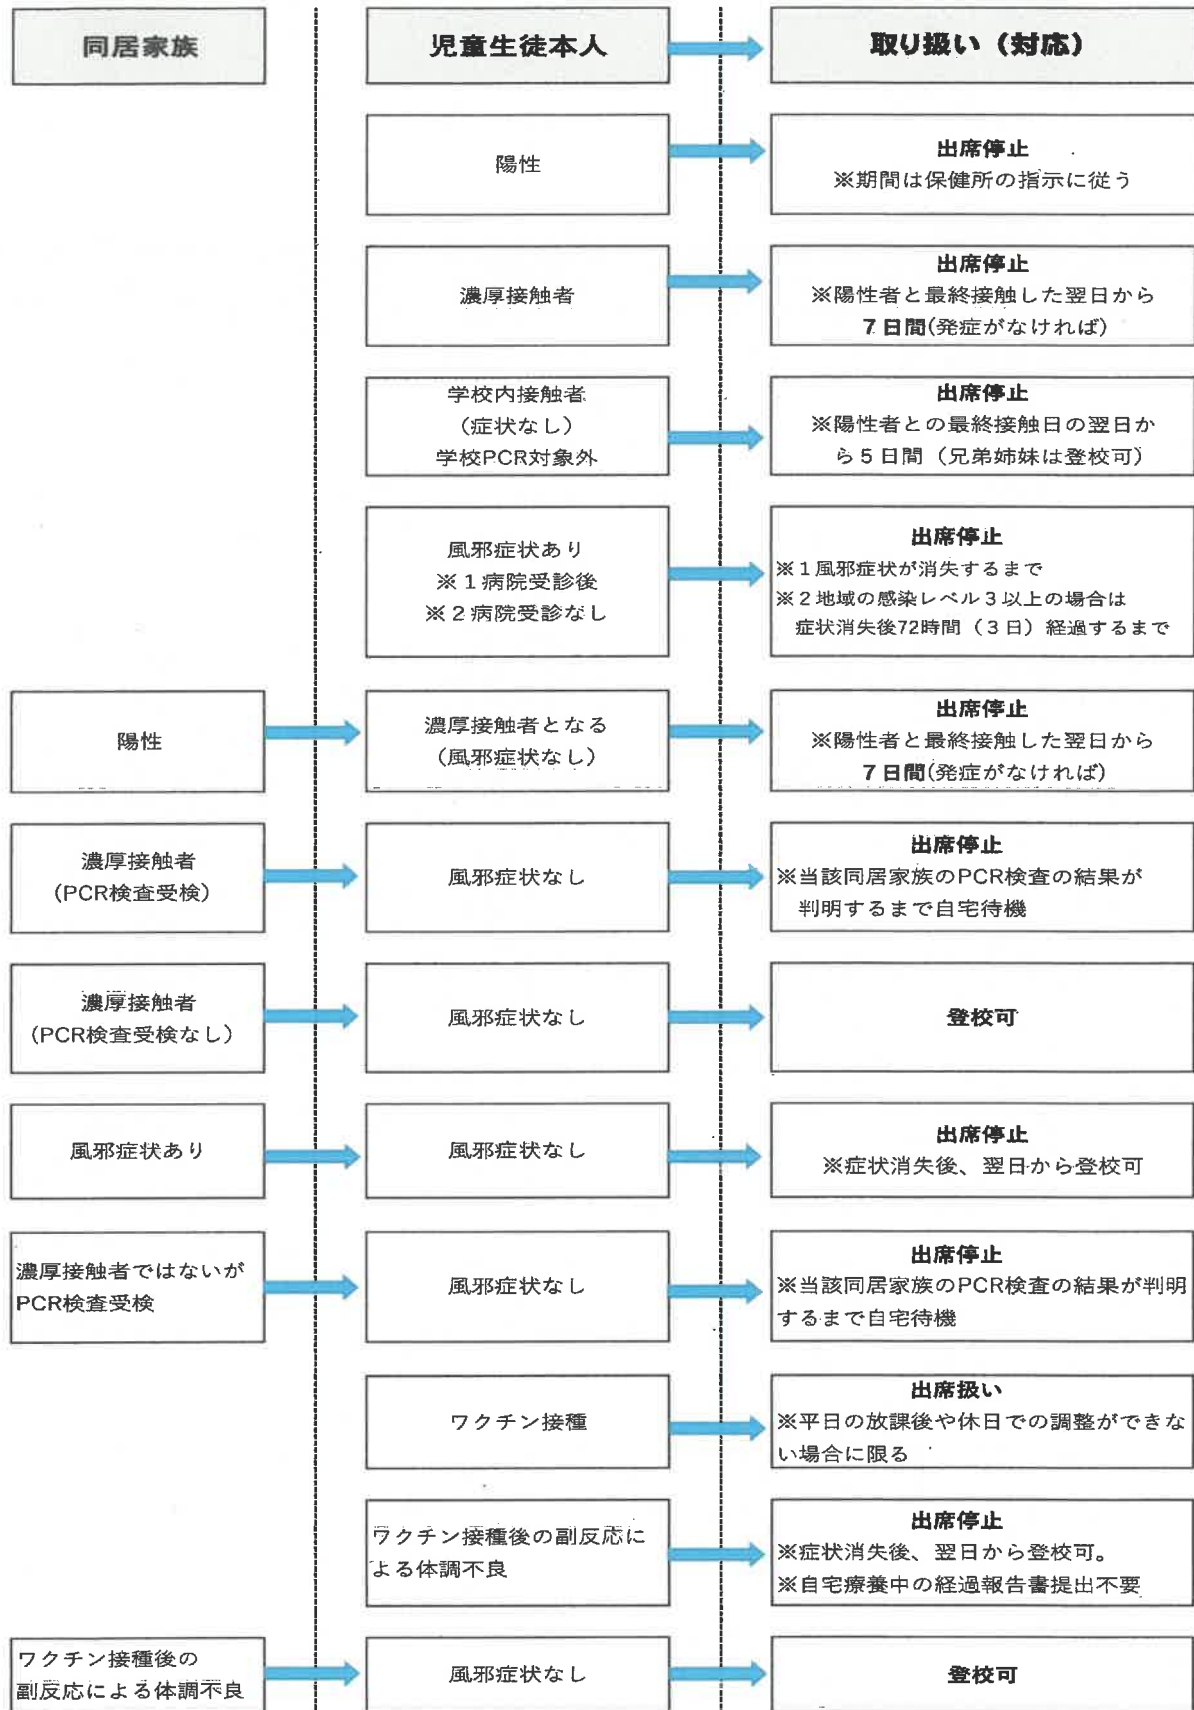 同居家族
児童生徒本人
取り扱い（対応）
陽性
出席停止
※期間は保健所の指示に従う
濃厚接触者
出席停止
※陽性者と最終接触した翌日から
７日間(発症がなければ)
学校内接触者
（症状なし）
学校PCR対象外
出席停止
※陽性者との最終接触日の翌日か
ら５日間（兄弟姉妹は登校可）
風邪症状あり
※１病院受診後
※２病院受診なし
出席停止
※１風邪症状が消失するまで
※２地域の感染レベル３以上の場合は
症状消失後72時間（３日）経過するまで
陽性
濃厚接触者となる
（風邪症状なし）
出席停止
※陽性者と最終接触した翌日から
７日間(発症がなければ)
濃厚接触者
(PCR検査受検)
風邪症状なし
出席停止
※当該同居家族のPCR検査の結果が
判明するまで自宅待機
濃厚接触者
(PCR検査受検なし)
風邪症状なし
登校可
風邪症状あり
風邪症状なし
出席停止
※症状消失後、翌日から登校可
濃厚接触者ではないが
PCR検査受検
風邪症状なし
出席停止
※当該同居家族のPCR検査の結果が判明
するまで自宅待機
ワクチン接種
出席扱い
※平日の放課後や休日での調整ができな
い場合に限る
ワクチン接種後の副反応に
よる体調不良
出席停止
※症状消失後、翌日から登校可。
※自宅療養中の経過報告書提出不要
ワクチン接種後の
副反応による体調不良
風邪症状なし
登校可